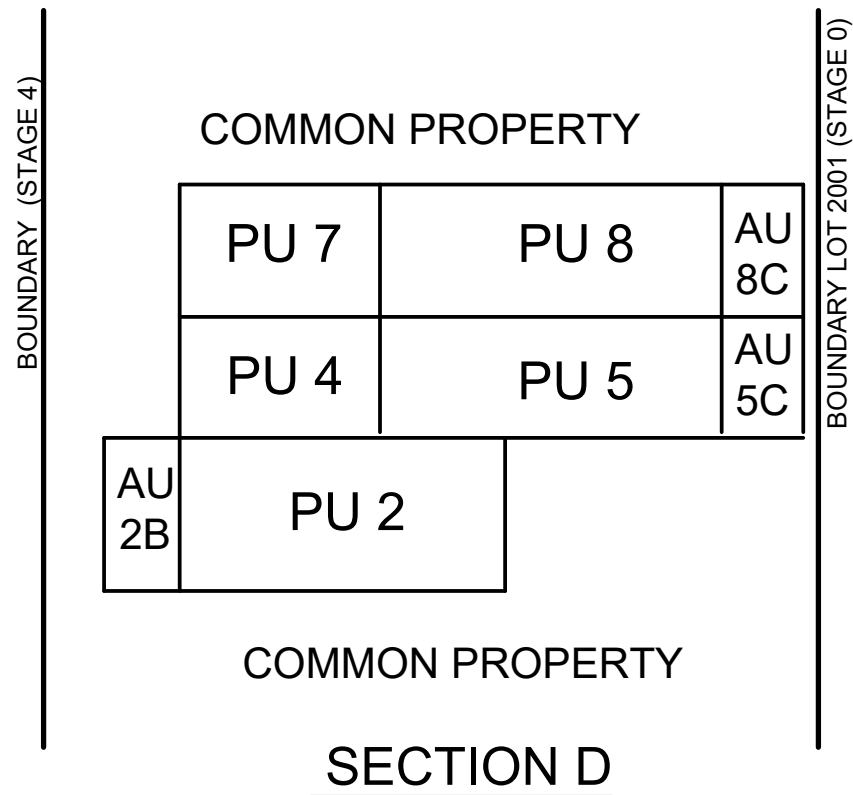 BOUNDARY (STAGE 4)
BOUNDARY LOT 2001 (STAGE 0)
COMMON PROPERTY
PU 7
PU 8
AU
8C
PU 4
PU 5
AU
5C
AU
2B
PU 2
COMMON PROPERTY
SECTION D